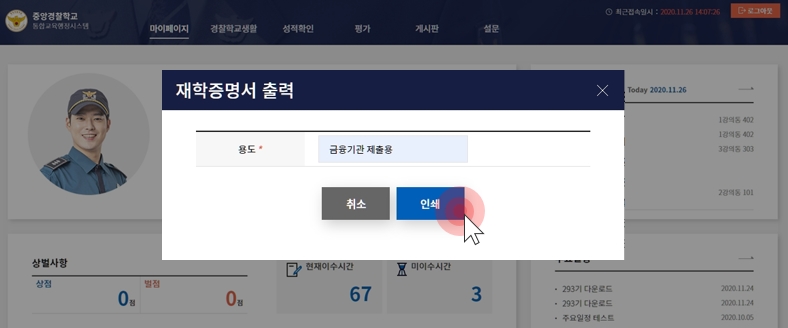 중앙경찰학교
통합교육행정시스템
최근접속일시 : 2020.11.26 14:07:26
로그아웃
마이페이지 경찰학교생활 성적확인 평가 게시판 설문
재학증명서 출력
용도 *
금융기관 제출용
취소
인쇄
Today 2020.11.26
1강의동 402
1강의동 402
3강의동 303
2강의동 101
상벌사항
상점
0점
벌점
0점
현재이수시간
67
미이수시간
3
· 293기 다운로드 2020.11.24
· 293기 다운로드 2020.11.24
· 주요일정 테스트 2020.10.05